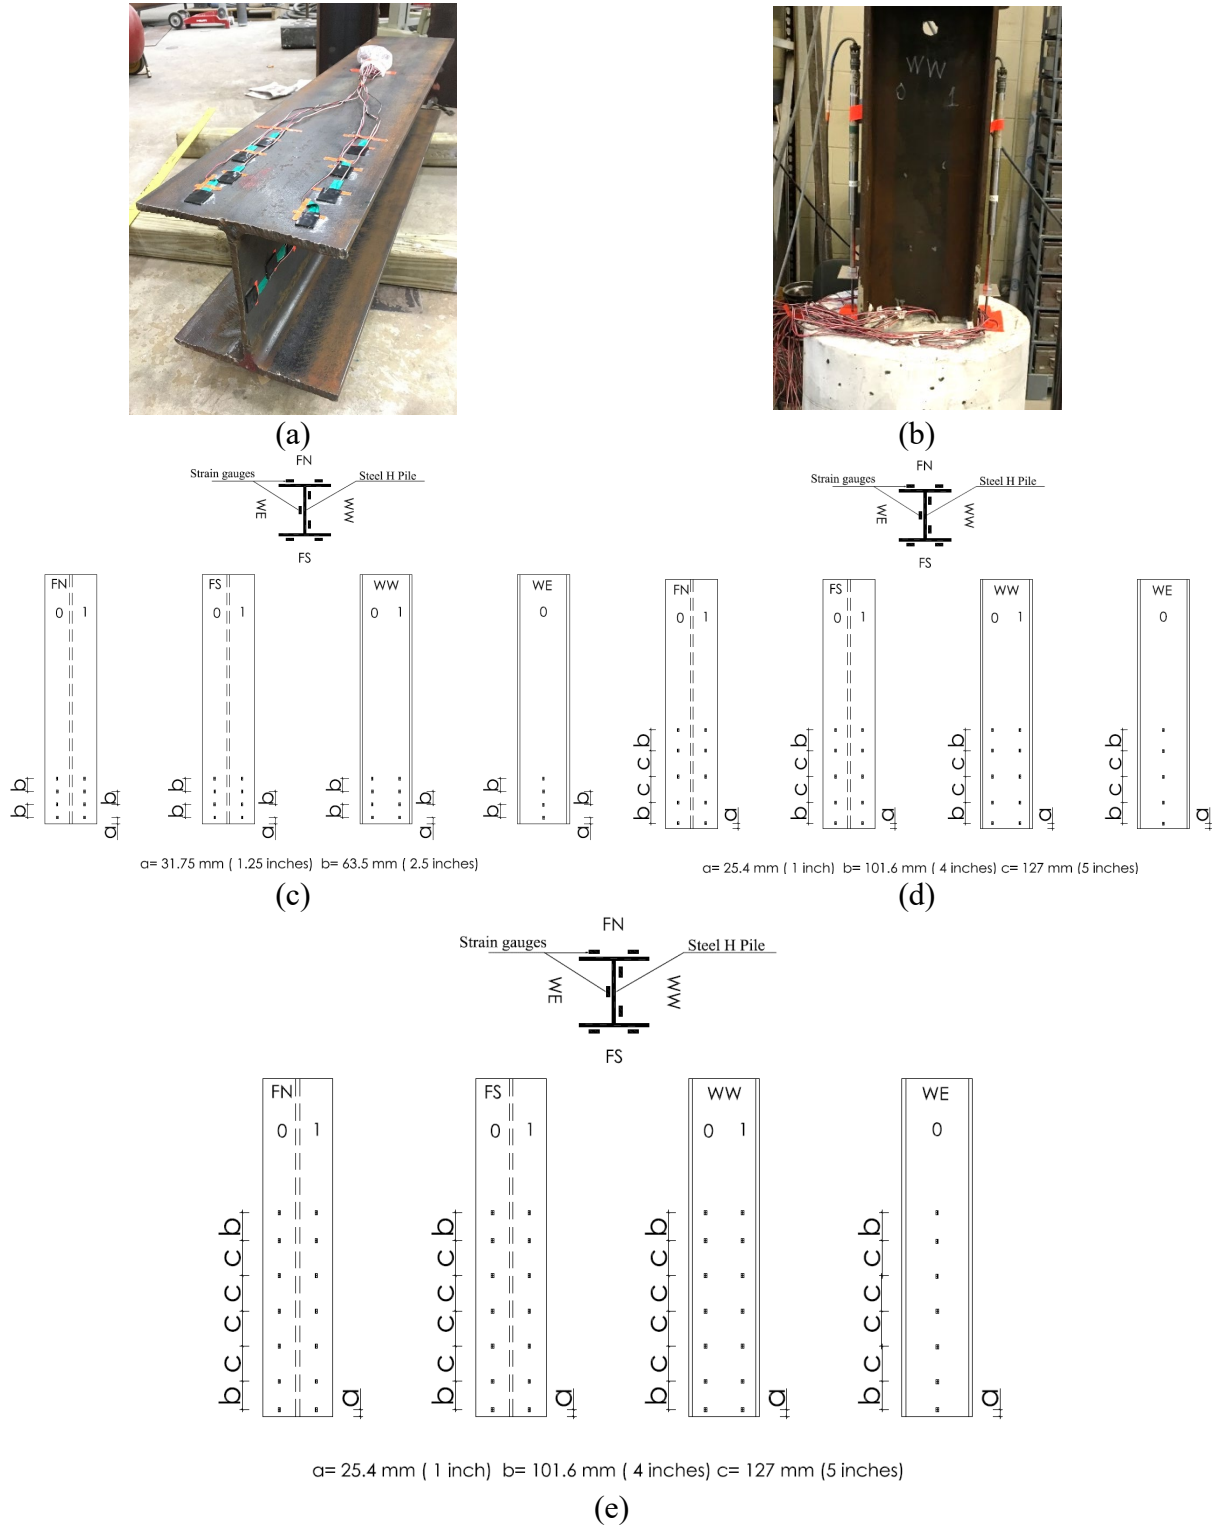 WW
0 1
(a) (b)
FN
Strain gauges Steel H Pile
WE WW
FS
FN
Strain gauges Steel H Pile
WE WW
FS
FN FS WW WE
0 1 0 1 0 1 0
b b b b
b b b b
b b b b
a a a a
a= 31.75 mm ( 1.25 inches) b= 63.5 mm ( 2.5 inches)
(c)
FN FS WW WE
0 1 0 1 0 1 0
b b b b
c c c c
c c c c
b b b b
a a a a
a= 25.4 mm ( 1 inch) b= 101.6 mm ( 4 inches) c= 127 mm (5 inches)
(d)
FN
Strain gauges Steel H Pile
WE WW
FS
FN FS WW WE
0 1 0 1 0 1 0
b b b b
c c c c
c c c c
c c c c
c c c c
b b b b
a a a a
a= 25.4 mm ( 1 inch) b= 101.6 mm ( 4 inches) c= 127 mm (5 inches)
(e)